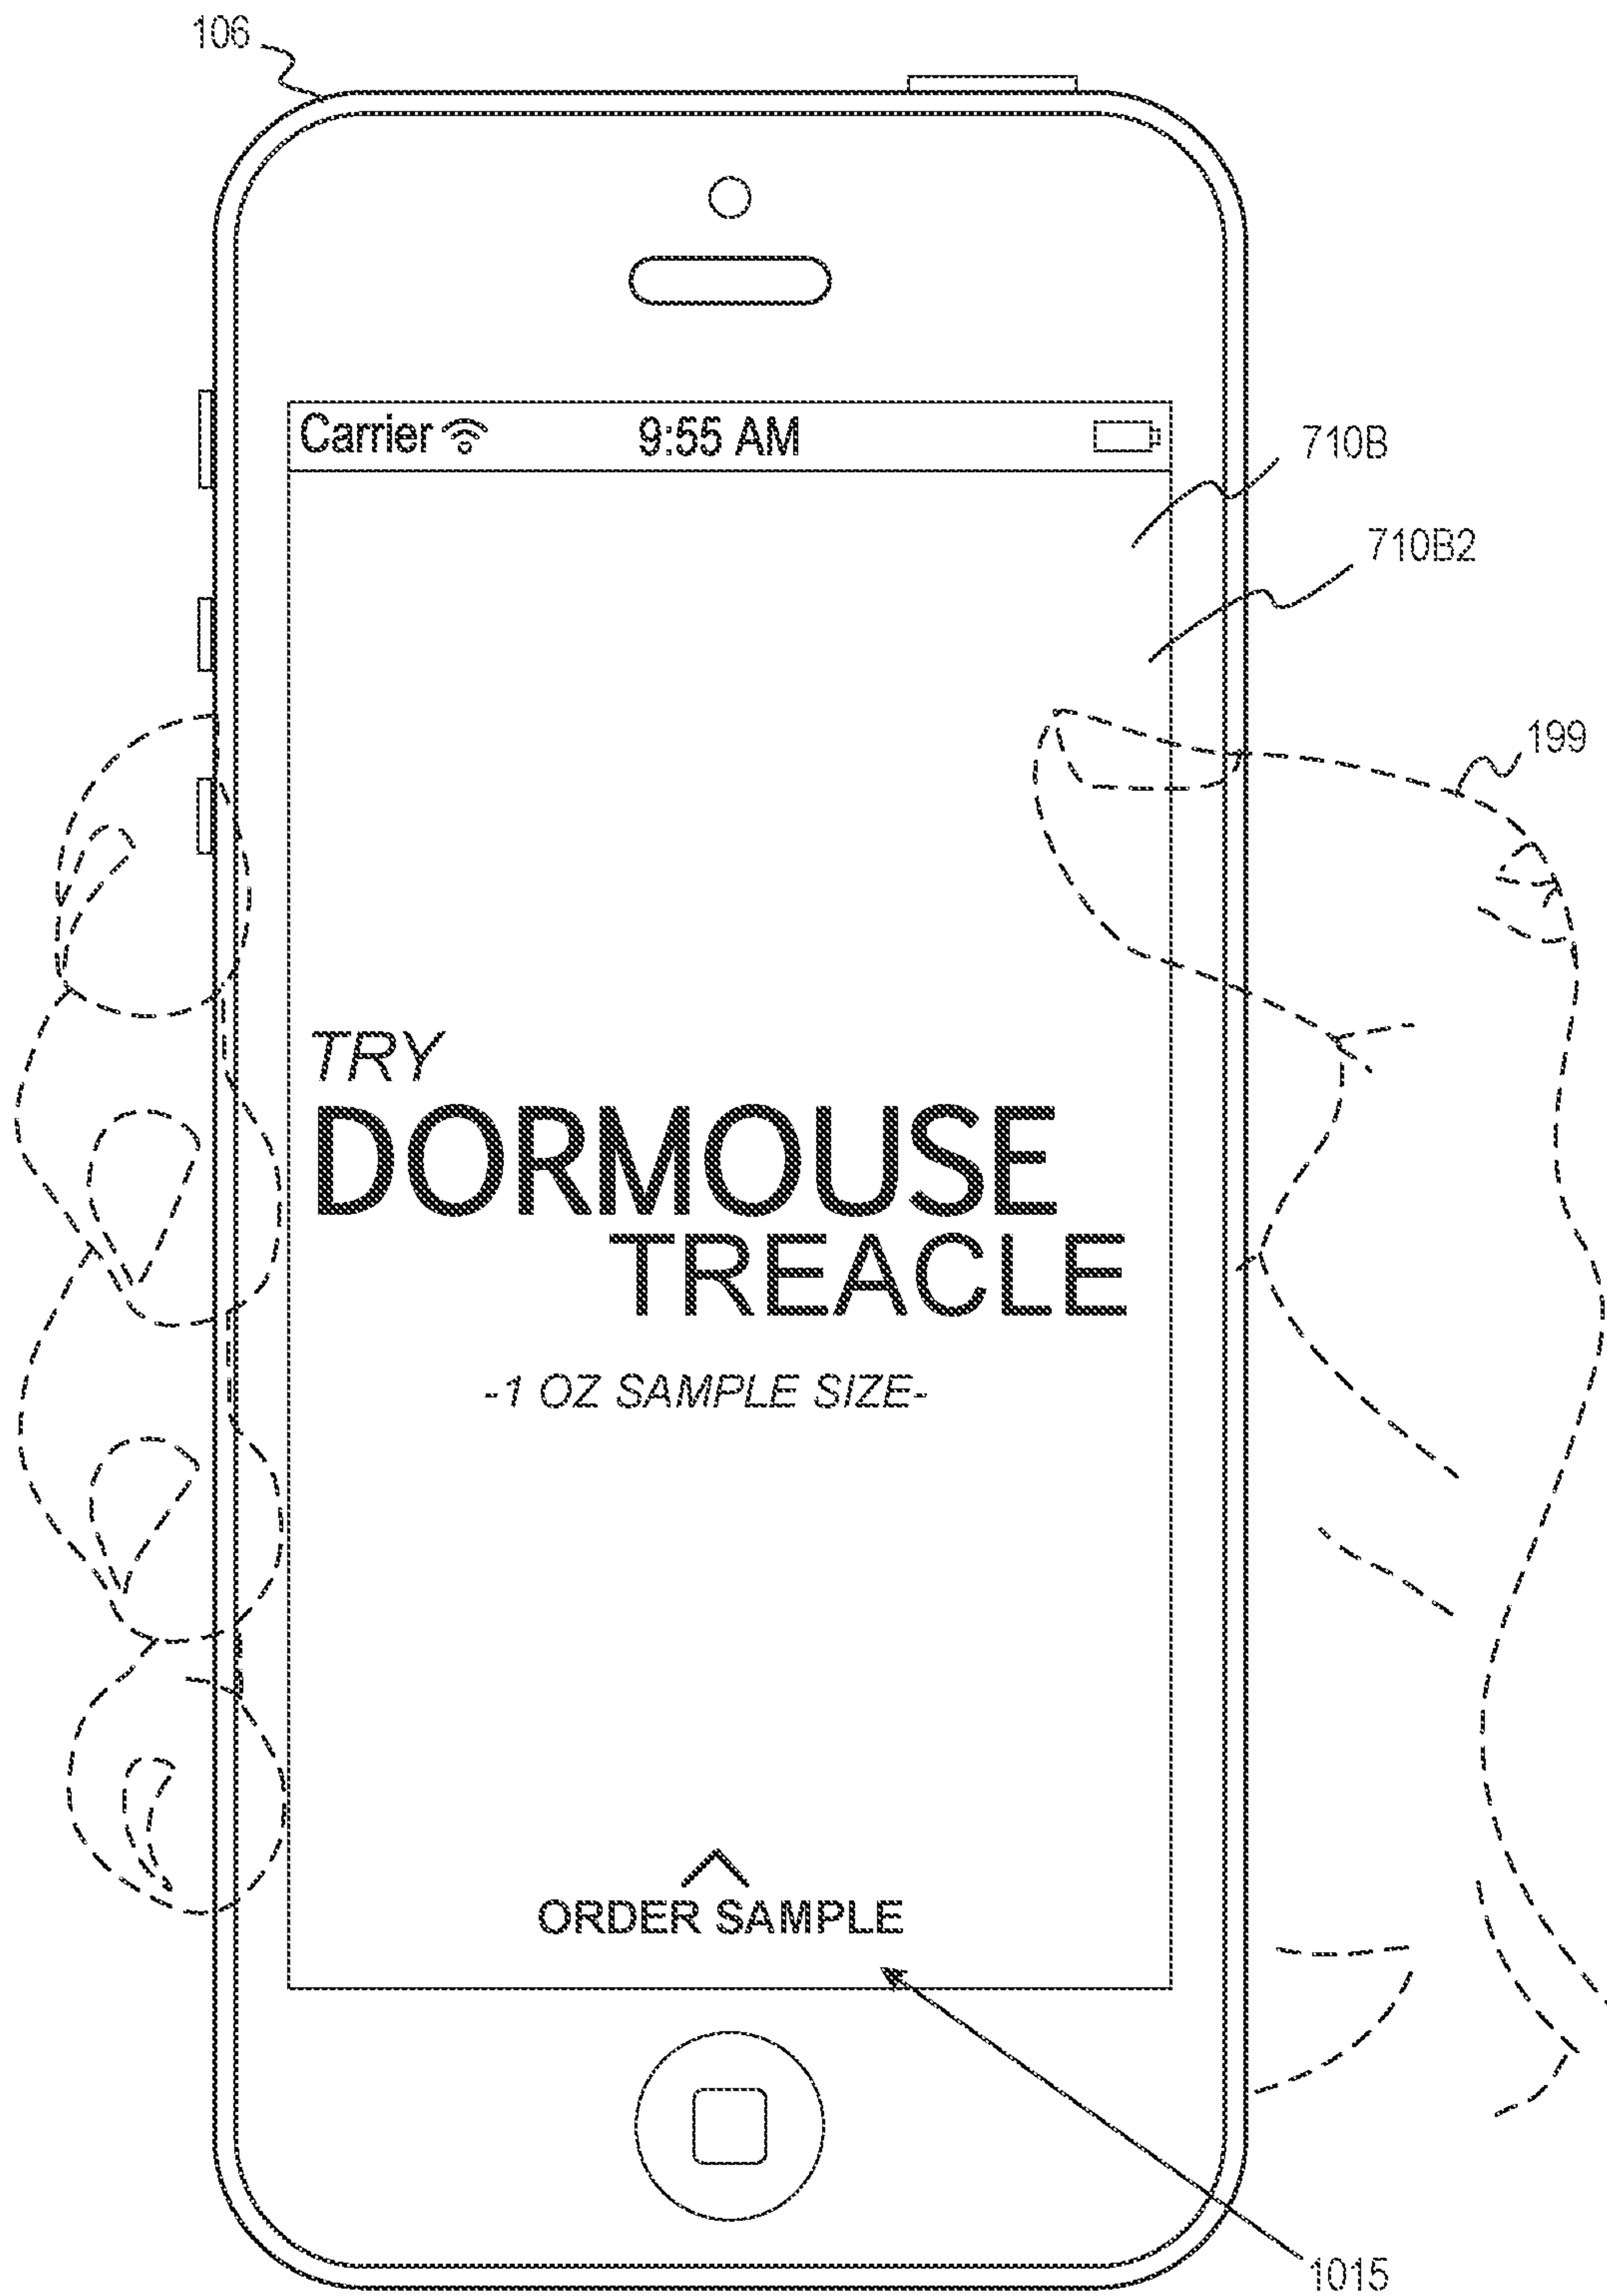 106
Carrier 9:55 AM
710B
710B2
199
TRY
DORMOUSE
TREACLE
-1 OZ SAMPLE SIZE-
ORDER SAMPLE
1015